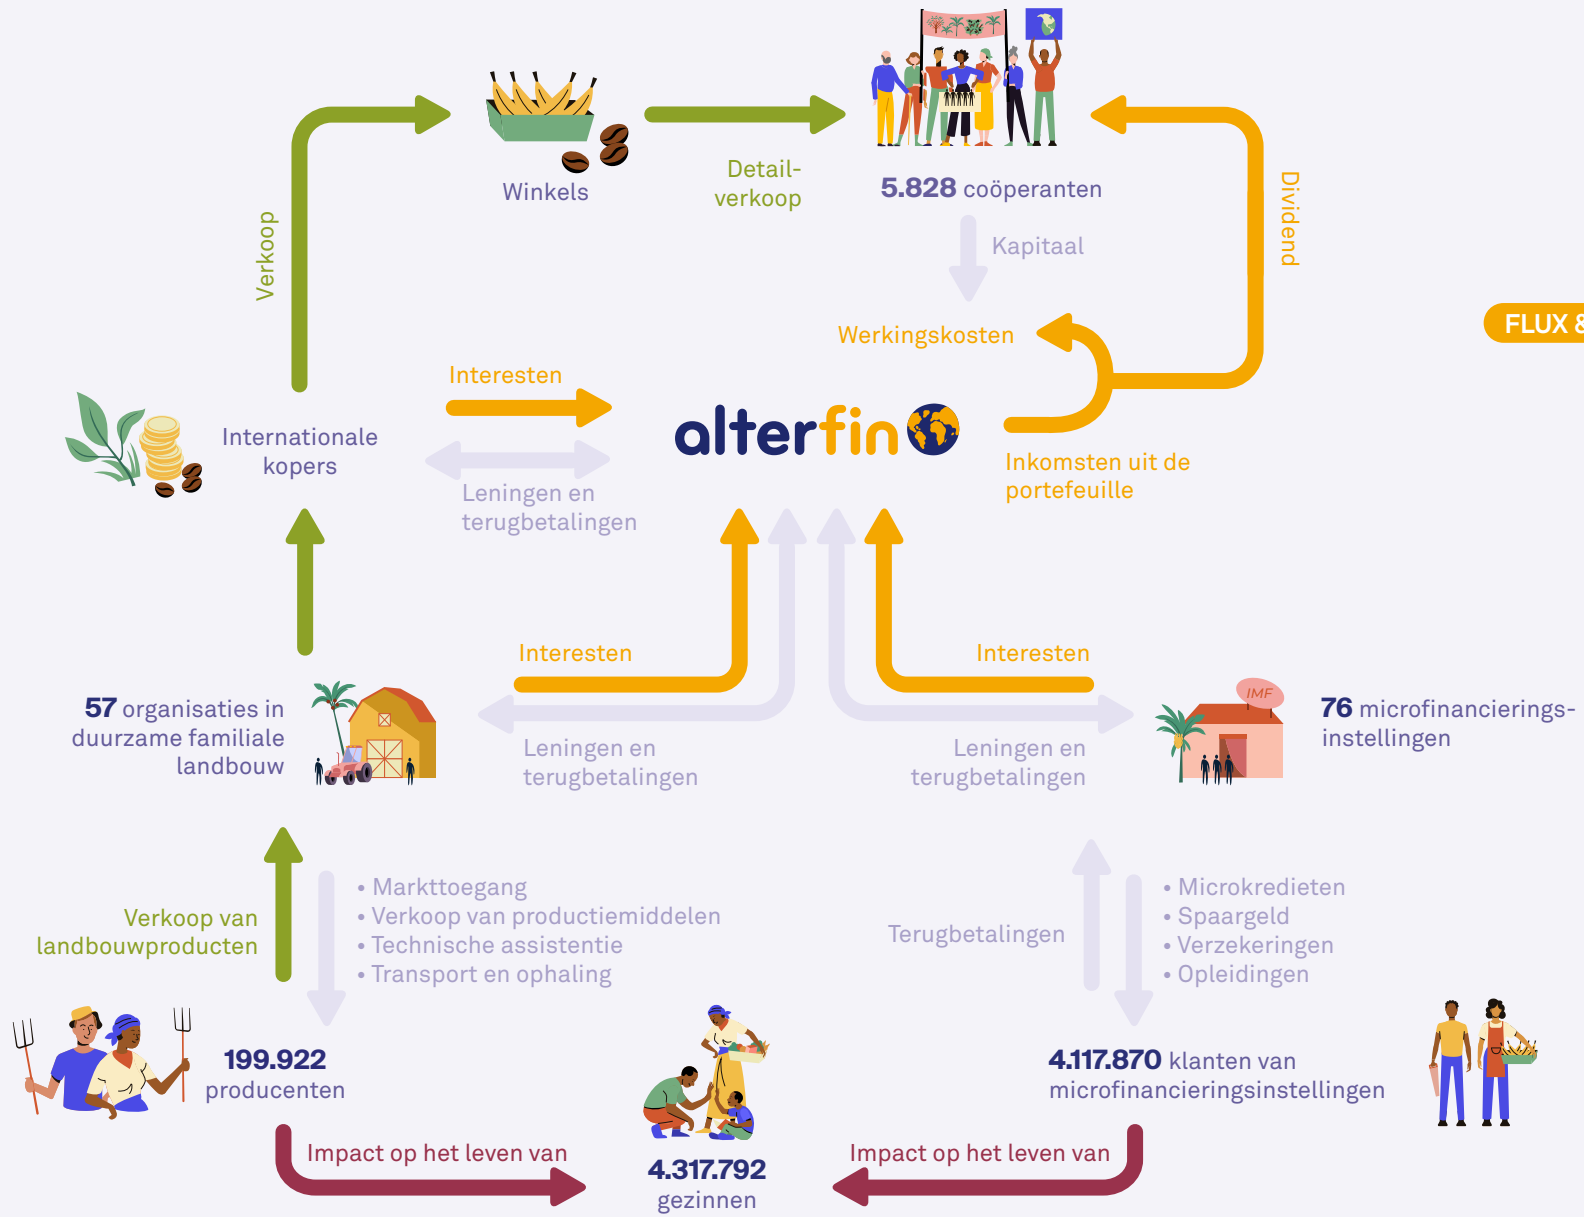 Winkels
Detail-
verkoop
5.828 coöperanten
Verkoop
Dividend
Kapitaal
FLUX &
Werkingskosten
Interesten
alterfin
Internationale
kopers
Inkomsten uit de
portefeuille
Leningen en
terugbetalingen
Interesten
Interesten
57 organisaties in
duurzame familiale
landbouw
IMF
76 microfinancierings-
instellingen
Leningen en
terugbetalingen
Leningen en
terugbetalingen
Verkoop van
landbouwproducten
• Markttoegang
• Verkoop van productiemiddelen
• Technische assistentie
• Transport en ophaling
Terugbetalingen
• Microkredieten
• Spaargeld
• Verzekeringen
• Opleidingen
199.922
producenten
4.117.870 klanten van
microfinancieringsinstellingen
Impact op het leven van
4.317.792
gezinnen
Impact op het leven van